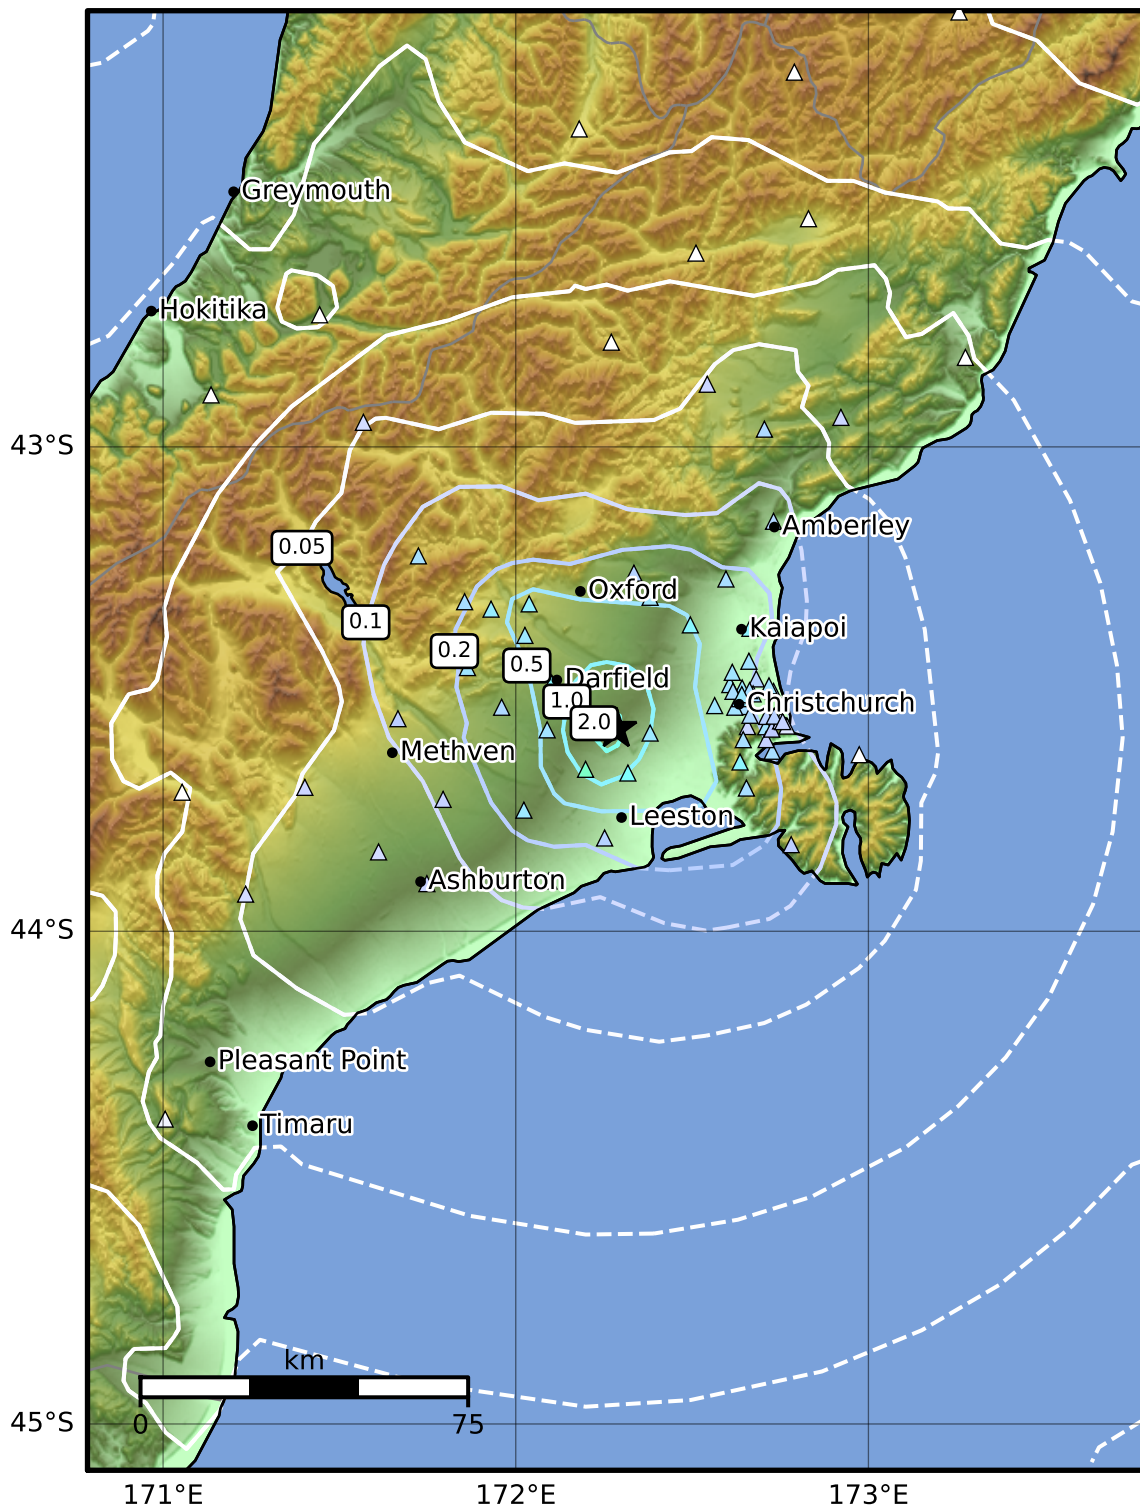 Greymouth
Hokitika
43°S
Amberley
0.05
Oxford
0.1
Kaiapoi
0.2
0.5
Darfield
1.0
Christchurch
2.0
Methven
Leeston
Ashburton
44°S
Pleasant Point
Timaru
km
0
75
45°S
171°E
172°E
173°E